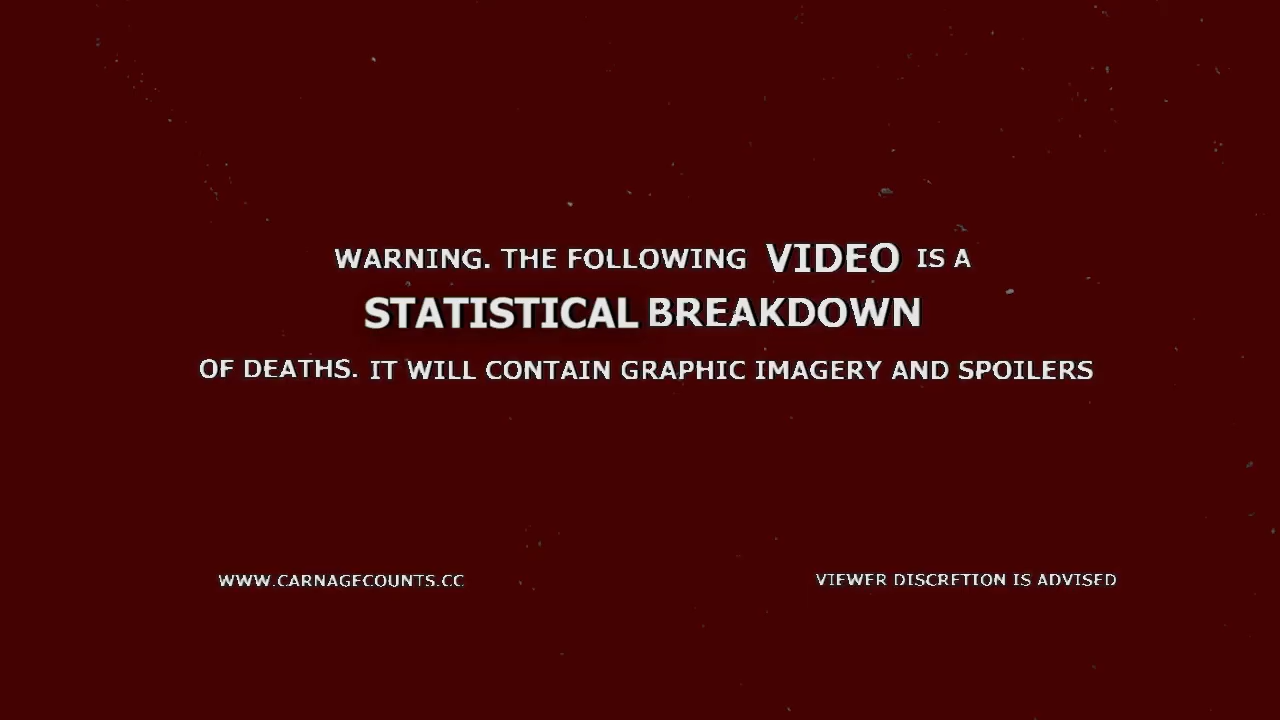 WARNING. THE FOLLOWING VIDEO IS A
STATISTICAL BREAKDOWN
OF DEATHS. IT WILL CONTAIN GRAPHIC IMAGERY AND SPOILERS
WWW.CARNAGECOUNTS.CC
VIEWER DISCRETION IS ADVISED